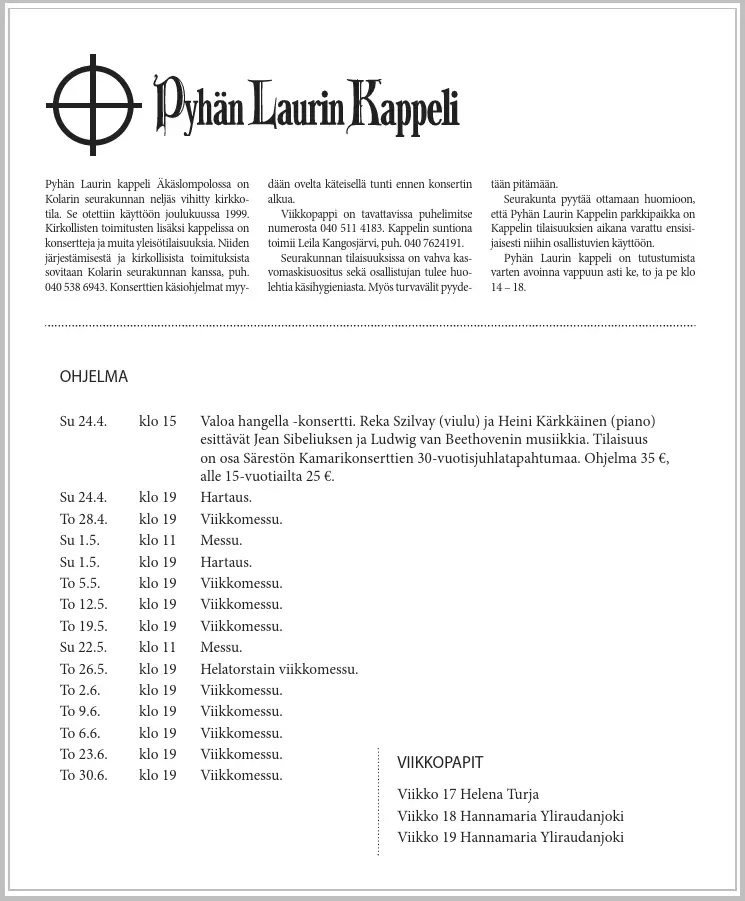 Pyhän Laurin Kappeli
Pyhän Laurin kappeli Äkäslompolossa on
Kolarin seurakunnan neljäs vihitty kirkko-
tila. Se otettiin käyttöön joulukuussa 1999.
Kirkollisten toimitusten lisäksi kappelissa on
konsertteja ja muita yleisötilaisuuksia. Niiden
järjestämisestä ja kirkollisista toimituksista
sovitaan Kolarin seurakunnan kanssa, puh.
040 538 6943. Konserttien käsiohjelmat myy-
dään ovelta käteisellä tunti ennen konsertin
alkua.
Viikkopappi on tavattavissa puhelimitse
numerosta 040 511 4183. Kappelin suntiona
toimii Leila Kangosjärvi, puh. 040 7624191.
Seurakunnan tilaisuuksissa on vahva kas-
vomaskisuositus sekä osallistujan tulee huo-
lehtia käsihygieniasta. Myös turvavälit pyyde-
tään pitämään.
Seurakunta pyytää ottamaan huomioon,
että Pyhän Laurin Kappelin parkkipaikka on
Kappelin tilaisuuksien aikana varattu ensisi-
jaisesti niihin osallistuvien käyttöön.
Pyhän Laurin kappeli on tutustumista
varten avoinna vappuun asti ke, to ja pe klo
14 – 18.
OHJELMA
Su 24.4. klo 15 Valoa hangella -konsertti. Reka Szilvay (viulu) ja Heini Kärkkäinen (piano)
esittävät Jean Sibeliuksen ja Ludwig van Beethovenin musiikkia. Tilaisuus
on osa Särestön Kamarikonserttien 30-vuotisjuhlatapahtumaa. Ohjelma 35 €,
alle 15-vuotiailta 25 €.
Su 24.4. klo 19 Hartaus.
To 28.4. klo 19 Viikkomessu.
Su 1.5. klo 11 Messu.
Su 1.5. klo 19 Hartaus.
To 5.5. klo 19 Viikkomessu.
To 12.5. klo 19 Viikkomessu.
To 19.5. klo 19 Viikkomessu.
Su 22.5. klo 11 Messu.
To 26.5. klo 19 Helatorstain viikkomessu.
To 2.6. klo 19 Viikkomessu.
To 9.6. klo 19 Viikkomessu.
To 6.6. klo 19 Viikkomessu.
To 23.6. klo 19 Viikkomessu.
To 30.6. klo 19 Viikkomessu.
VIIKKOPAPIT
Viikko 17 Helena Turja
Viikko 18 Hannamaria Yliraudanjoki
Viikko 19 Hannamaria Yliraudanjoki